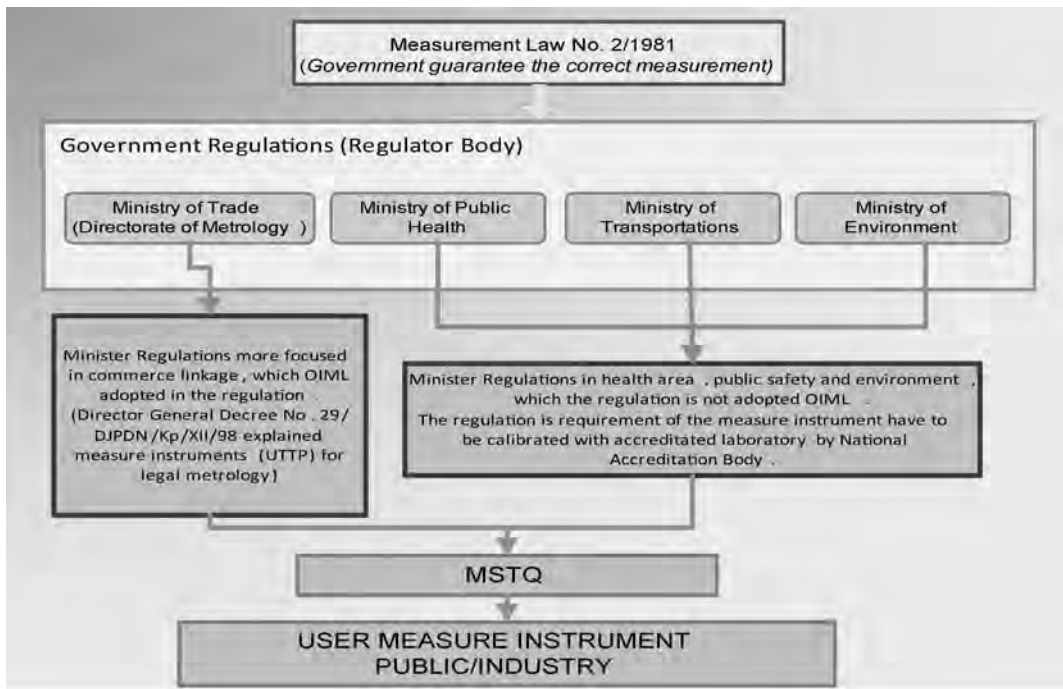 Measurement Law No. 2/1981
(Government guarantee the correct measurement)
Government Regulations (Regulator Body)
Ministry of Trade
(Directorate of Metrology )
Ministry of Public
Health
Ministry of
Transportations
Ministry of
Environment
Minister Regulations more focused
in commerce linkage , which OIML
adopted in the regulation .
(Director General Decree No . 29/
DJPDN /Kp/XII/98 explained
measure instruments (UTTP) for
legal metrology)
Minister Regulations in health area , public safety and environment ,
which the regulation is not adopted OIML .
The regulation is requirement of the measure instrument have to
be calibrated with accreditated laboratory by National
Accreditation Body .
MSTQ
USER MEASURE INSTRUMENT
PUBLIC/INDUSTRY